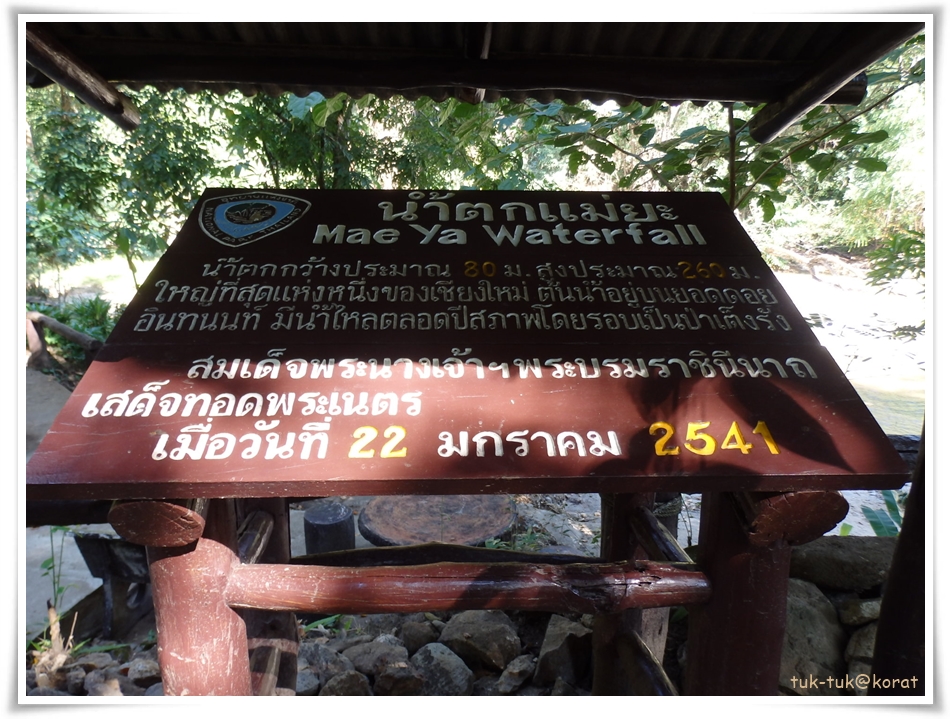 น้ำตกแม่ยะ
Mae Ya Waterfall
น้ำตกกว้างประมาณ 80 ม. สูงประมาณ 260 ม.
ใหญ่ที่สุดแห่งหนึ่งของเชียงใหม่ ต้นน้ำอยู่บนยอดดอย
อินทนนท์ มีน้ำไหลตลอดปีสภาพโดยรอบเป็นป่าเต็งรัง
สมเด็จพระนางเจ้าฯพระบรมราชินีนาถ
เสด็จทอดพระเนตร
เมื่อวันที่ 22 มกราคม 2541
tuk-tuk@korat